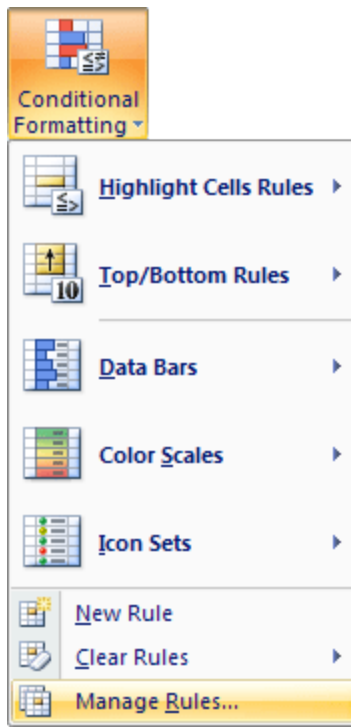 Conditional
Formatting
Highlight Cells Rules
10
Top/Bottom Rules
Data Bars
Color Scales
Icon Sets
New Rule
Clear Rules
Manage Rules...